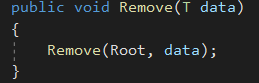 public void Remove(T data)
{
    Remove(Root, data);
}